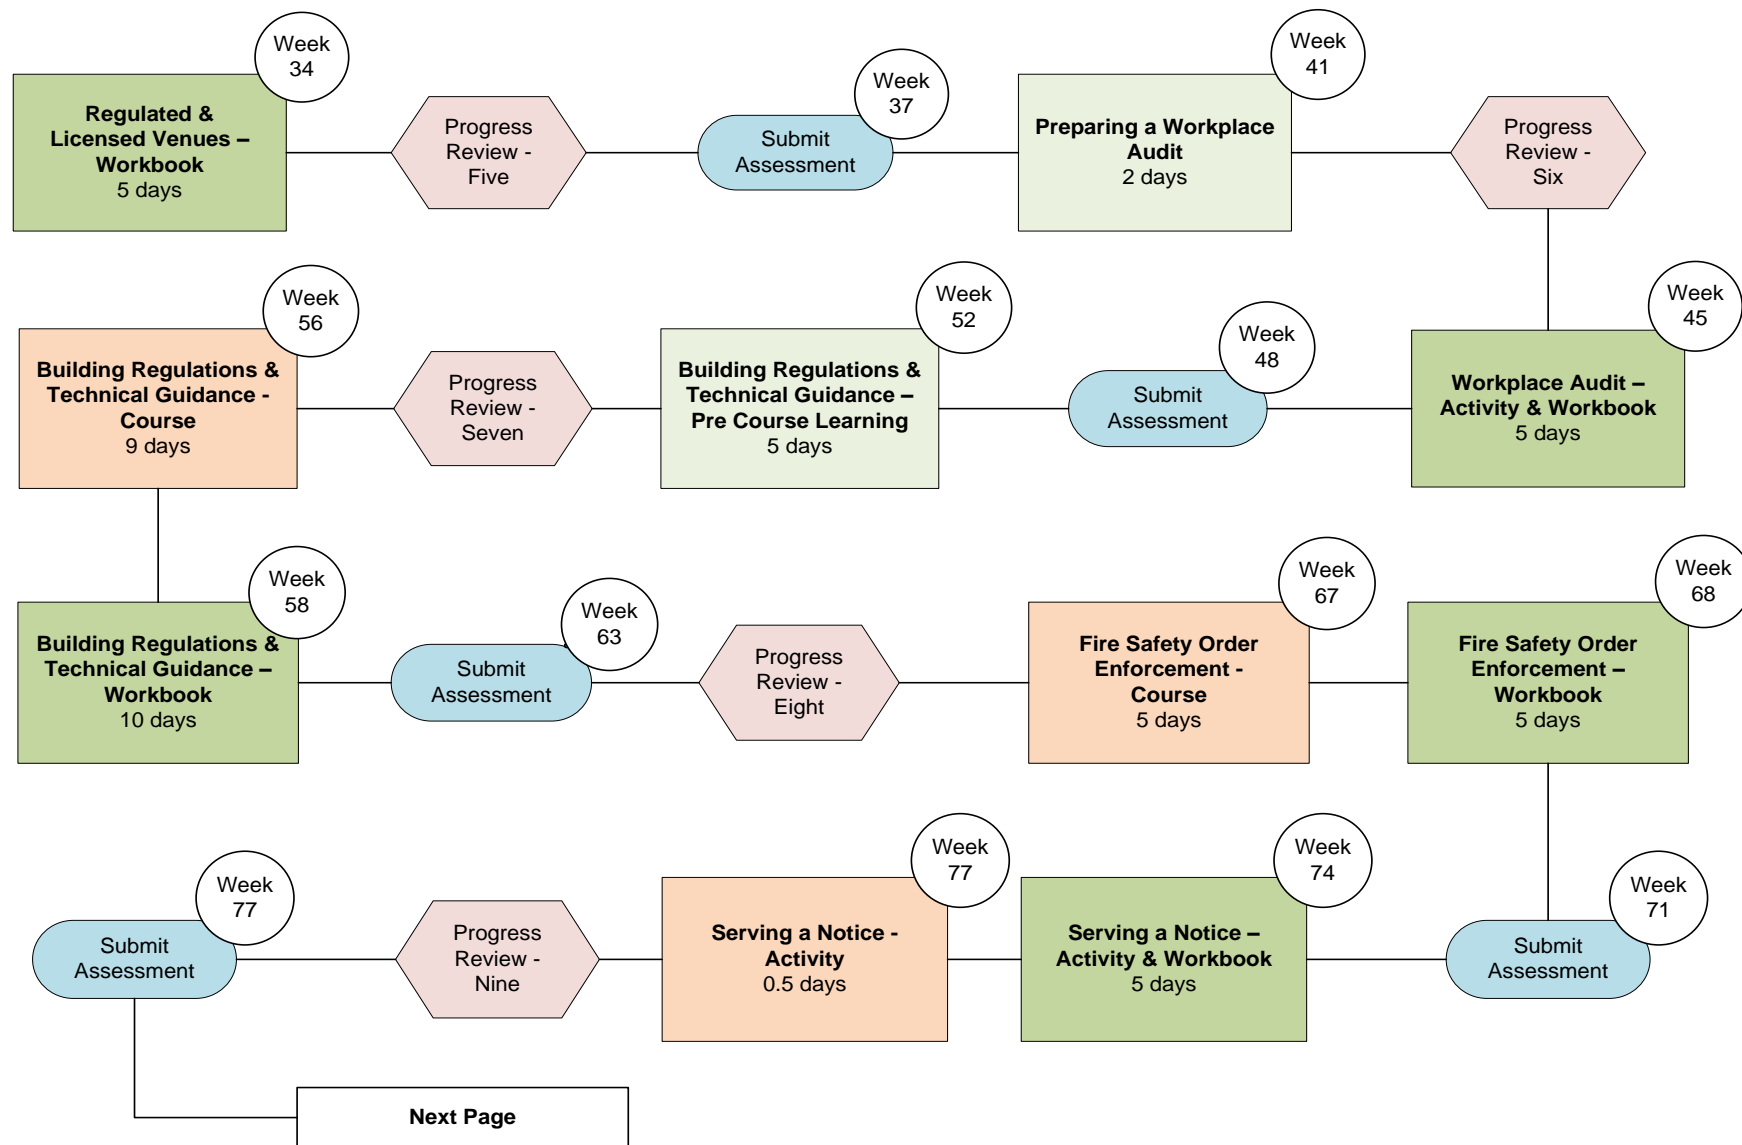 Week
34
Regulated &
Licensed Venues –
Workbook
5 days
Progress
Review -
Five
Week
37
Submit
Assessment
Week
41
Preparing a Workplace
Audit
2 days
Progress
Review -
Six
Week
56
Building Regulations &
Technical Guidance -
Course
9 days
Progress
Review -
Seven
Week
52
Building Regulations &
Technical Guidance –
Pre Course Learning
5 days
Week
48
Submit
Assessment
Week
45
Workplace Audit –
Activity & Workbook
5 days
Week
58
Building Regulations &
Technical Guidance –
Workbook
10 days
Week
63
Submit
Assessment
Progress
Review -
Eight
Week
67
Fire Safety Order
Enforcement -
Course
5 days
Week
68
Fire Safety Order
Enforcement –
Workbook
5 days
Week
77
Submit
Assessment
Progress
Review -
Nine
Week
77
Serving a Notice -
Activity
0.5 days
Week
74
Serving a Notice –
Activity & Workbook
5 days
Week
71
Submit
Assessment
Next Page